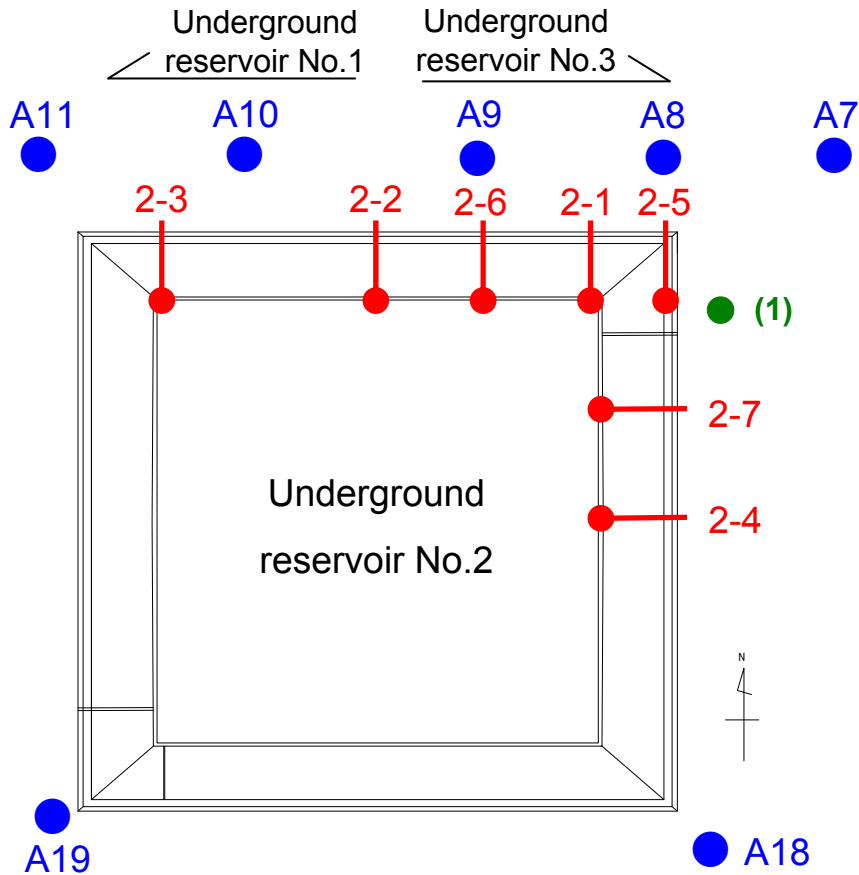 Underground
reservoir No.1
Underground
reservoir No.3
A11
A10
A9
A8
A7
2-3
2-2
2-6
2-1
2-5
(1)
2-7
2-4
Underground
reservoir No.2
N
A19
A18